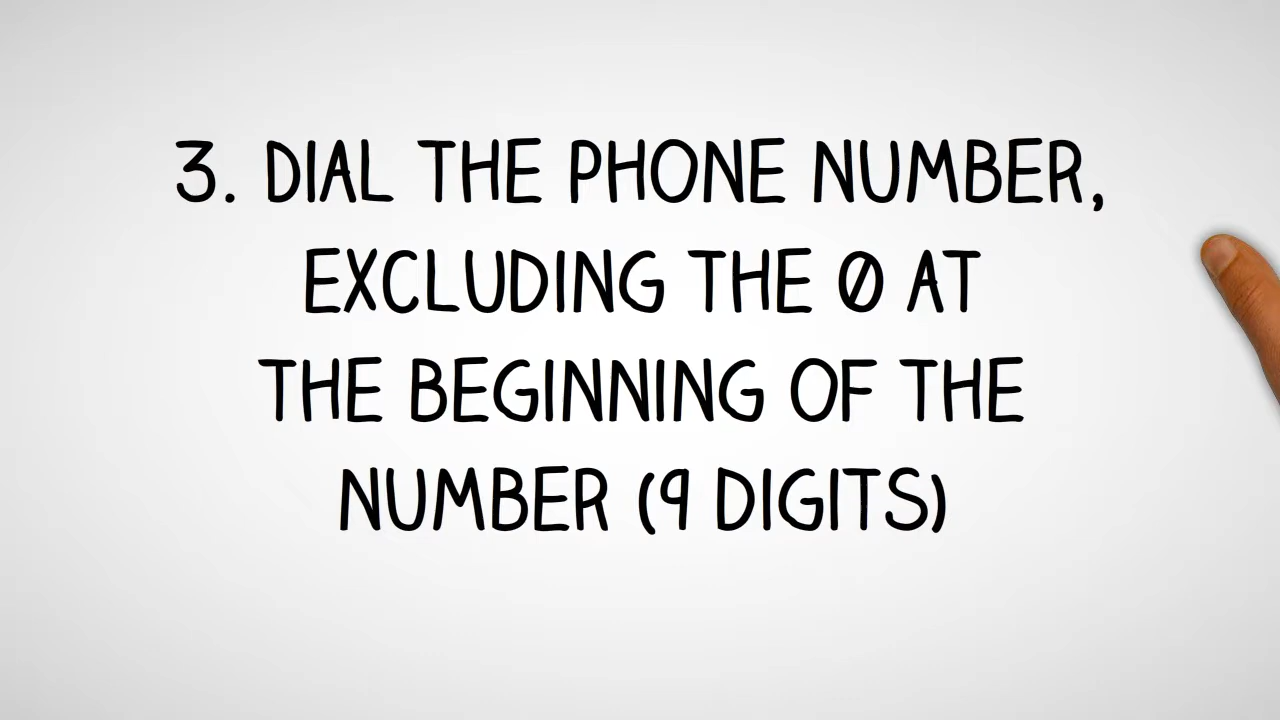 3. DIAL THE PHONE NUMBER,
EXCLUDING THE 0 AT
THE BEGINNING OF THE
NUMBER (9 DIGITS)